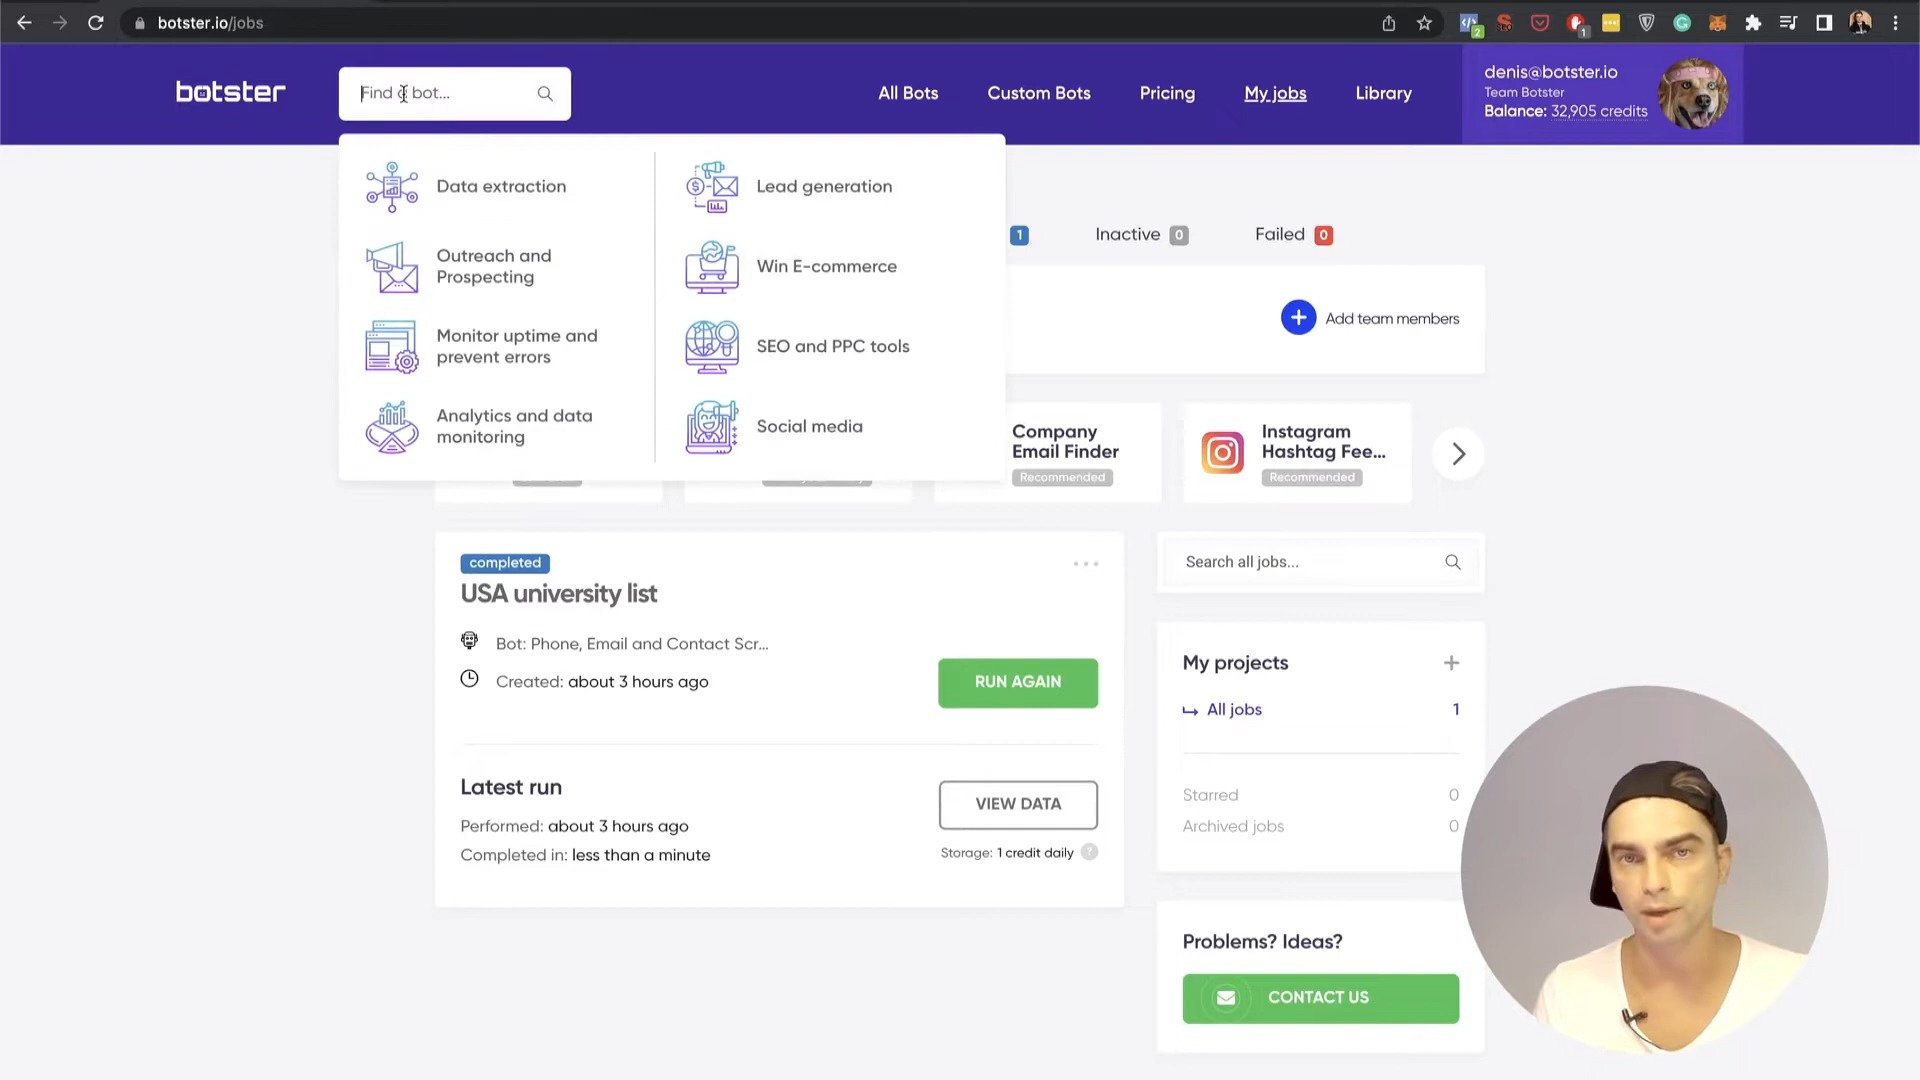 botster.io/jobs
2
SEO
1
botster
Find a bot...
All Bots
Custom Bots
Pricing
My jobs
Library
denis@botster.io
Team Botster
Balance: 32,905 credits
Data extraction
Lead generation
Outreach and
Prospecting
Win E-commerce
Monitor uptime and
prevent errors
SEO and PPC tools
Analytics and data
monitoring
Social media
1
Inactive 0
Failed 0
Add team members
Company
Email Finder
Recommended
Instagram
Hashtag Fee...
Recommended
completed
USA university list
Bot: Phone, Email and Contact Scr...
Created: about 3 hours ago
RUN AGAIN
Latest run
Performed: about 3 hours ago
Completed in: less than a minute
VIEW DATA
Storage: 1 credit daily ?
Search all jobs...
My projects +
All jobs 1
Starred 0
Archived jobs 0
Problems? Ideas?
CONTACT US